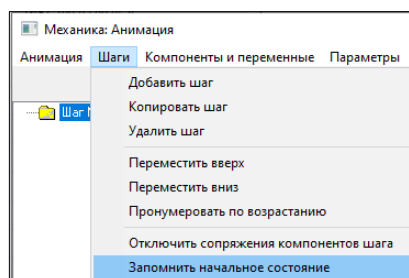 Механика: Анимация
Анимация Шаги Компоненты и переменные Параметры
Добавить шаг
Шаг
Копировать шаг
Удалить шаг
Переместить вверх
Переместить вниз
Пронумеровать по возрастанию
Отключить сопряжения компонентов шага
Запомнить начальное состояние